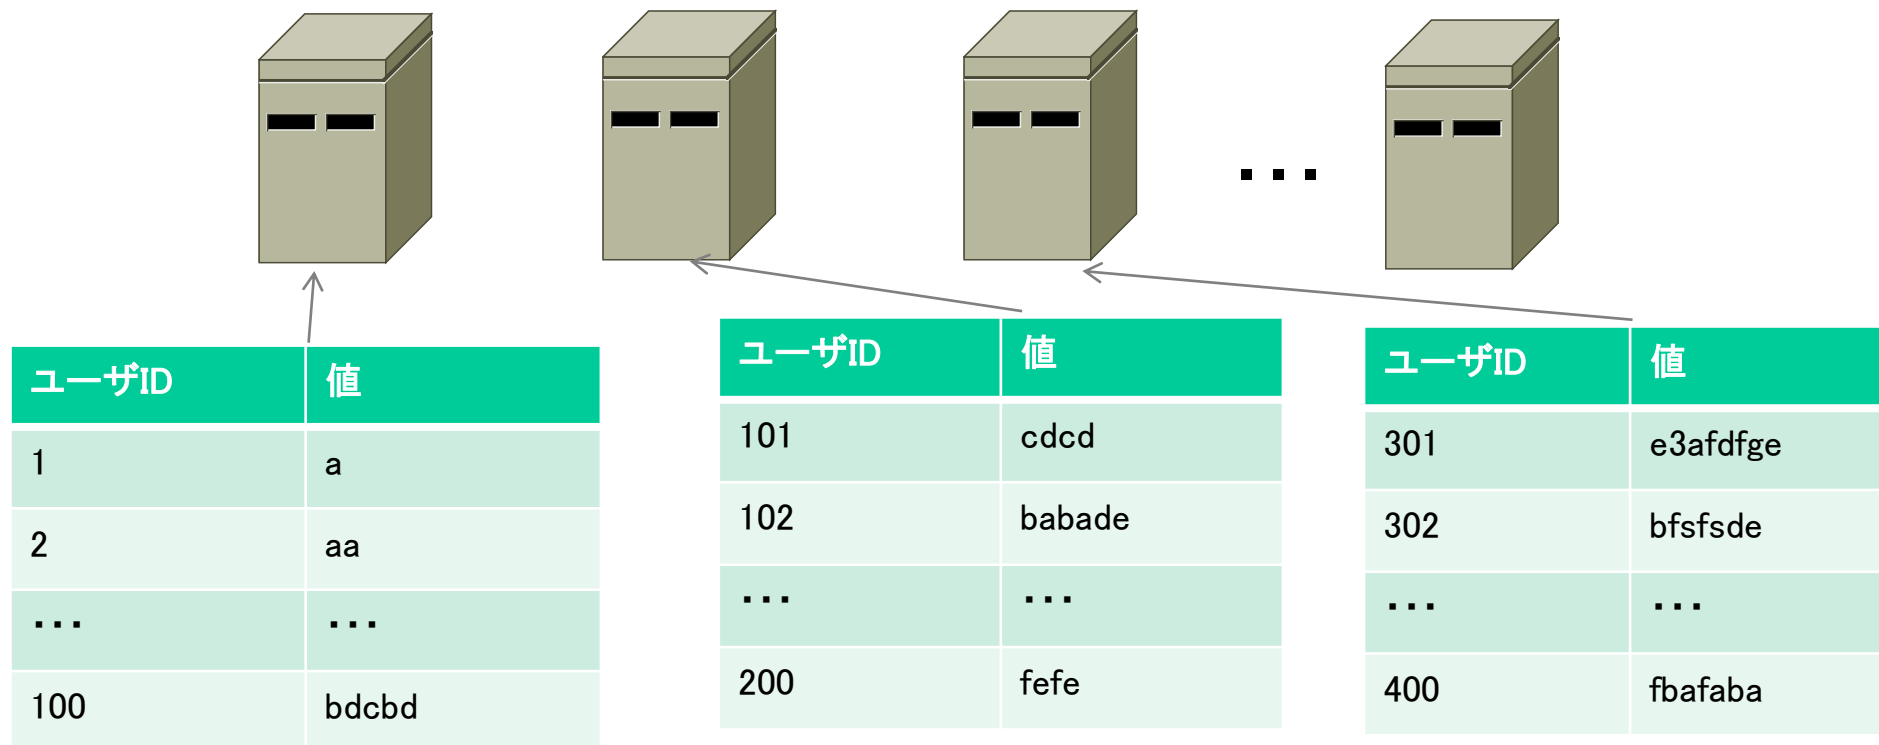 ...
ユーザID 値
1 a
2 aa
... ...
100 bdcbd
ユーザID 値
101 cdcd
102 babade
... ...
200 fefe
ユーザID 値
301 e3afdfge
302 bfsfsde
... ...
400 fbafaba